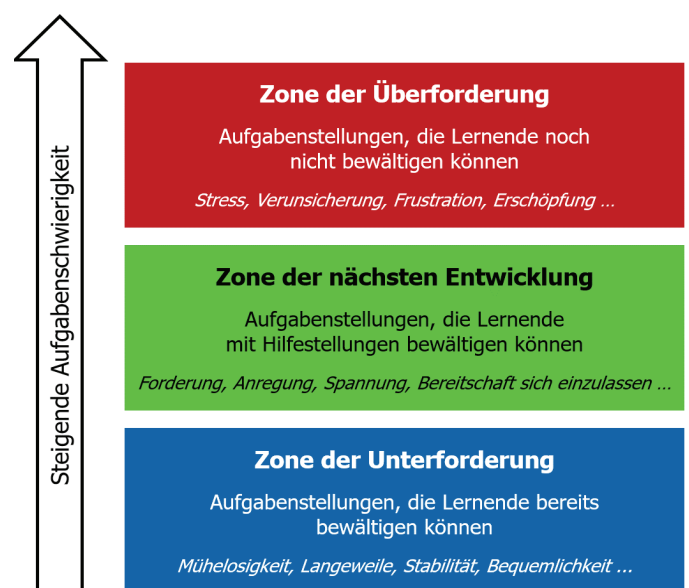 Steigende Aufgabenschwierigkeit
Zone der Überforderung
Aufgabenstellungen, die Lernende noch
nicht bewältigen können
Stress, Verunsicherung, Frustration, Erschöpfung ...
Zone der nächsten Entwicklung
Aufgabenstellungen, die Lernende
mit Hilfestellungen bewältigen können
Forderung, Anregung, Spannung, Bereitschaft sich einzulassen ...
Zone der Unterforderung
Aufgabenstellungen, die Lernende bereits
bewältigen können
Mühelosigkeit, Langeweile, Stabilität, Bequemlichkeit ...